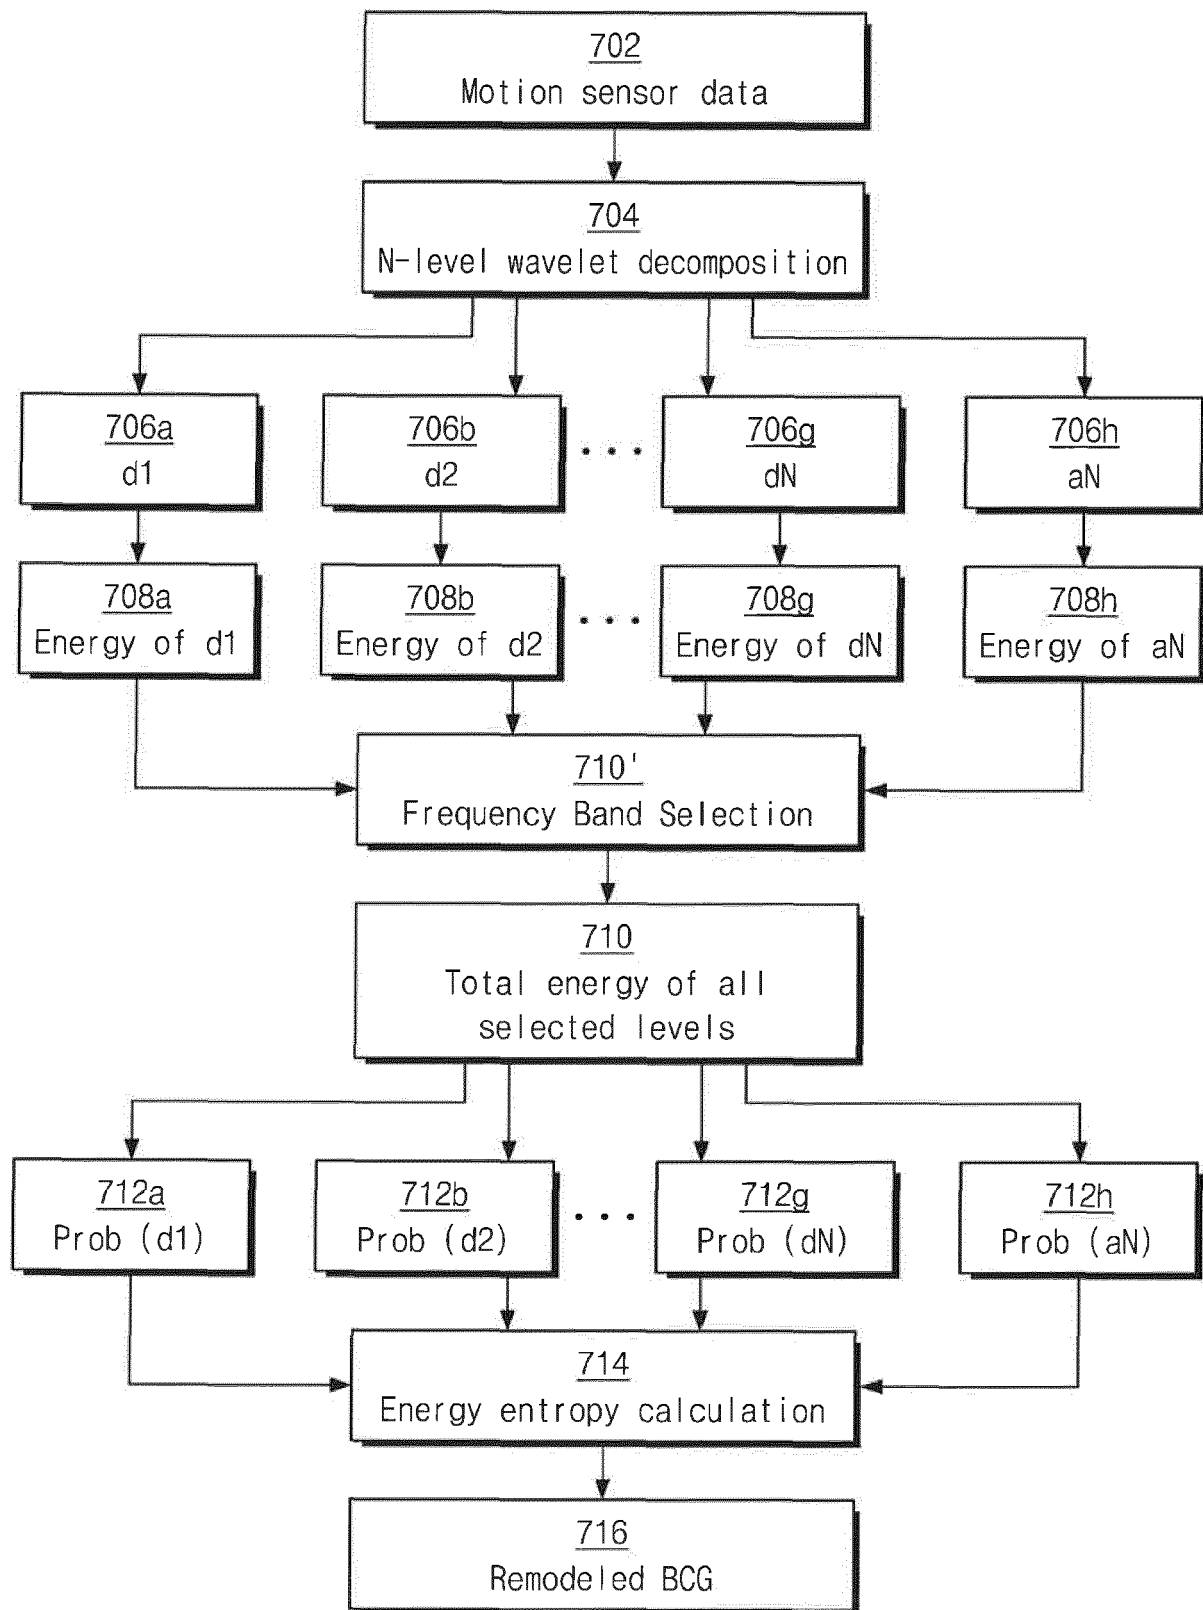 702
Motion sensor data
704
N-level wavelet decomposition
706a
d1
706b
d2
...
706g
dN
706h
aN
708a
Energy of d1
708b
Energy of d2
...
708g
Energy of dN
708h
Energy of aN
710'
Frequency Band Selection
710
Total energy of all
selected levels
712a
Prob (d1)
712b
Prob (d2)
...
712g
Prob (dN)
712h
Prob (aN)
714
Energy entropy calculation
716
Remodeled BCG